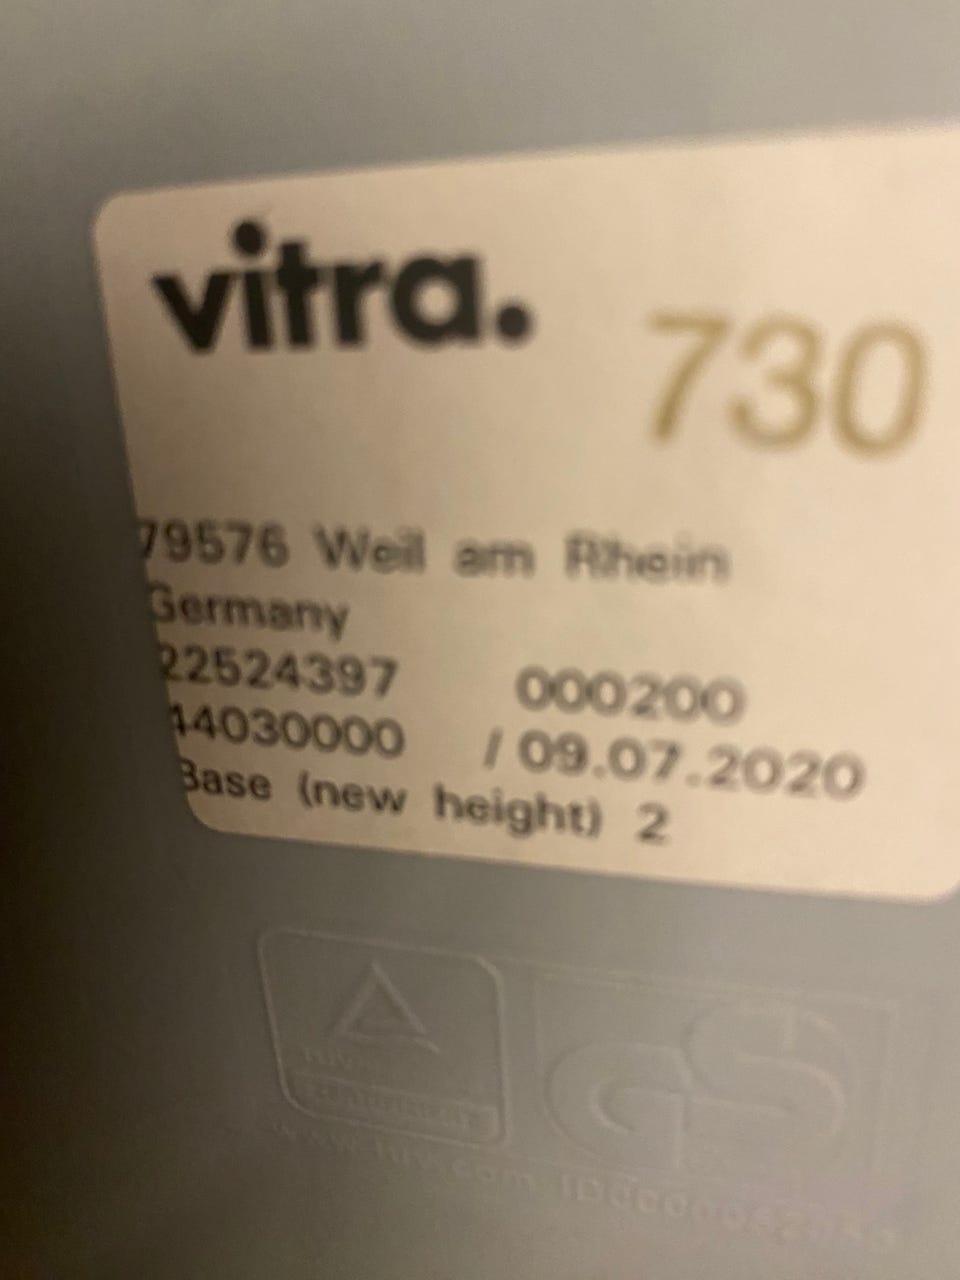 vitra.
730
79576 Weil am Rhein
Germany
22524397 000200
44030000 / 09.07.2020
Base (new height) 2
GS